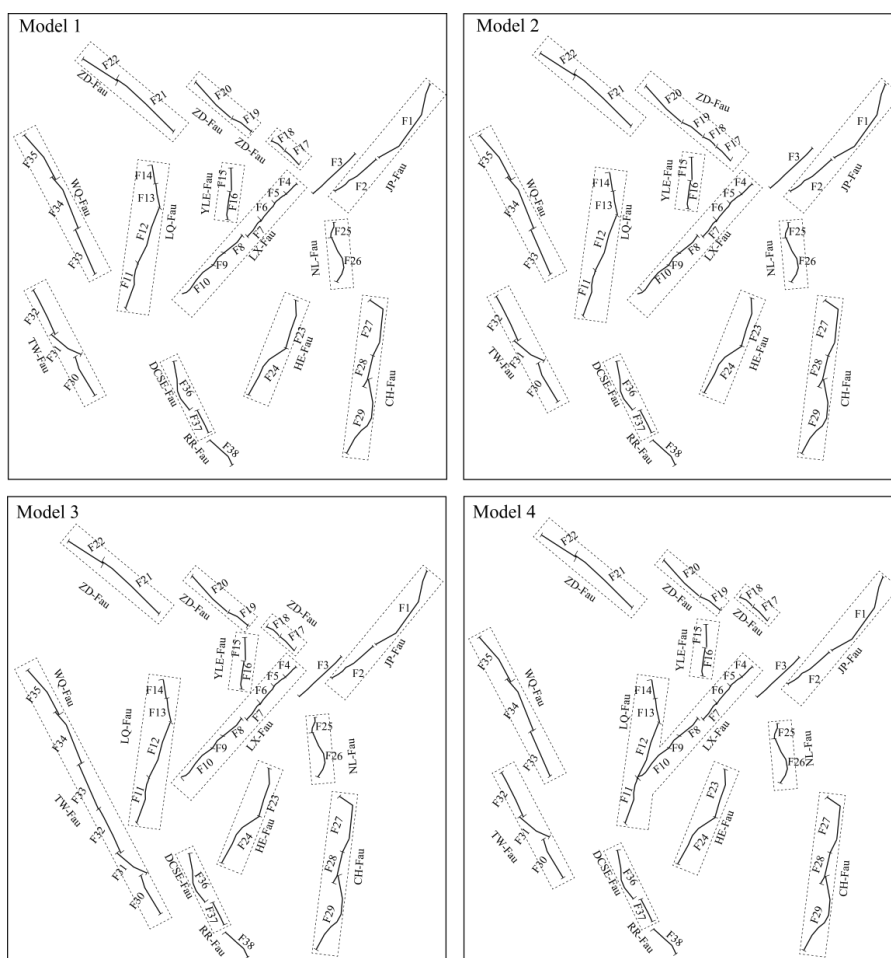 Model 1
F22
ZD-Fau
F21
F20
F19
ZD-Fau
ZD-Fau
F18
F17
F1
F3
F2
JP-Fau
F35
WQ-Fau
F34
F33
F14
F13
F12
LQ-Fau
F11
YLE-Fau
F15
F16
F4
F5
F6
F7
F8
LX-Fau
F9
F10
F25
NL-Fau
F26
F32
TW-Fau
F31
F30
F23
HE-Fau
F24
F27
F28
CH-Fau
F29
DCSE-Fau
F36
F37
RR-Fau
F38
Model 2
F22
ZD-Fau
F21
F20
ZD-Fau
F19
F18
F17
F1
F3
F2
JP-Fau
F35
WQ-Fau
F34
F33
F14
F13
F12
LQ-Fau
F11
YLE-Fau
F15
F16
F4
F5
F6
F7
F8
LX-Fau
F9
F10
F25
NL-Fau
F26
F32
TW-Fau
F31
F30
F23
HE-Fau
F24
F27
F28
CH-Fau
F29
DCSE-Fau
F36
F37
RR-Fau
F38
Model 3
F22
ZD-Fau
F21
F20
ZD-Fau
F19
ZD-Fau
F18
F17
F1
F3
F2
JP-Fau
F35
WQ-Fau
F34
F33
TW-Fau
F32
F31
F30
F14
F13
F12
LQ-Fau
F11
YLE-Fau
F15
F16
F4
F5
F6
F7
F8
LX-Fau
F9
F10
F25
NL-Fau
F26
F23
HE-Fau
F24
F27
F28
CH-Fau
F29
DCSE-Fau
F36
F37
RR-Fau
F38
Model 4
F22
ZD-Fau
F21
F20
ZD-Fau
F19
F18
F17
ZD-Fau
F1
F3
F2
JP-Fau
F35
WQ-Fau
F34
F33
F14
F13
F12
LQ-Fau
F11
YLE-Fau
F15
F16
F4
F5
F6
F7
F8
LX-Fau
F9
F10
F25
NL-Fau
F26
F32
TW-Fau
F31
F30
F23
HE-Fau
F24
F27
F28
CH-Fau
F29
DCSE-Fau
F36
F37
RR-Fau
F38